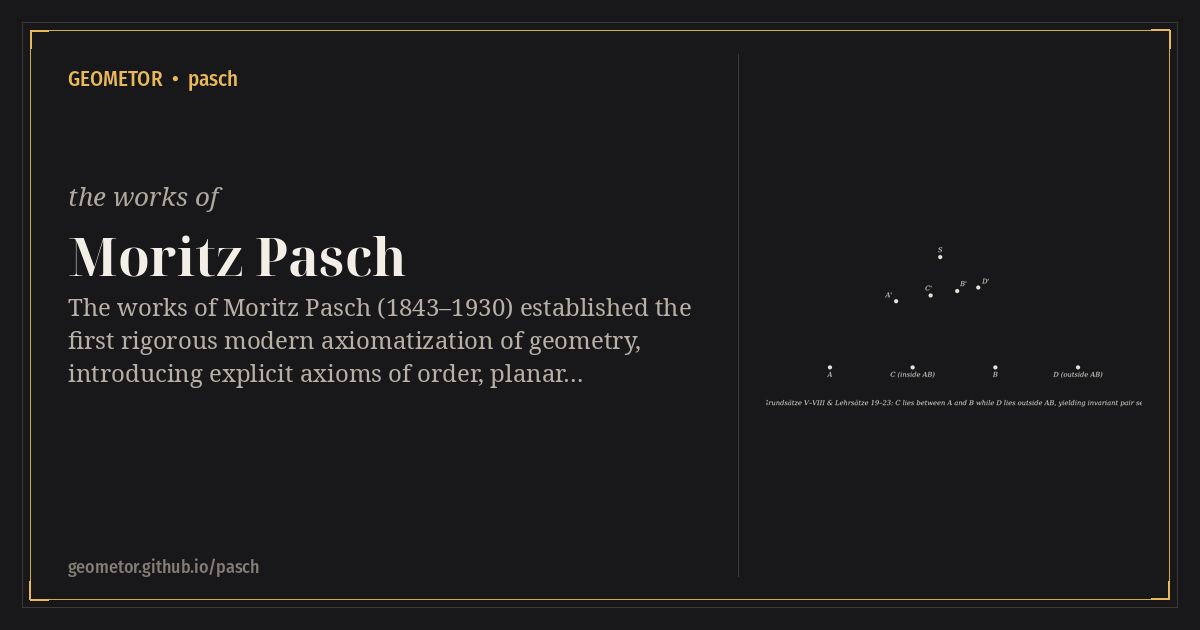 GEOMETOR • pasch
the works of
Moritz Pasch
The works of Moritz Pasch (1843–1930) established the
first rigorous modern axiomatization of geometry,
introducing explicit axioms of order, planar...
geometor.github.io/pasch
S
A' C' B' D'
A C (inside AB) B D (outside AB)
V–VIII & Lehrsätze 19–23: C lies between A and B while D lies outside AB, yielding invariant pair